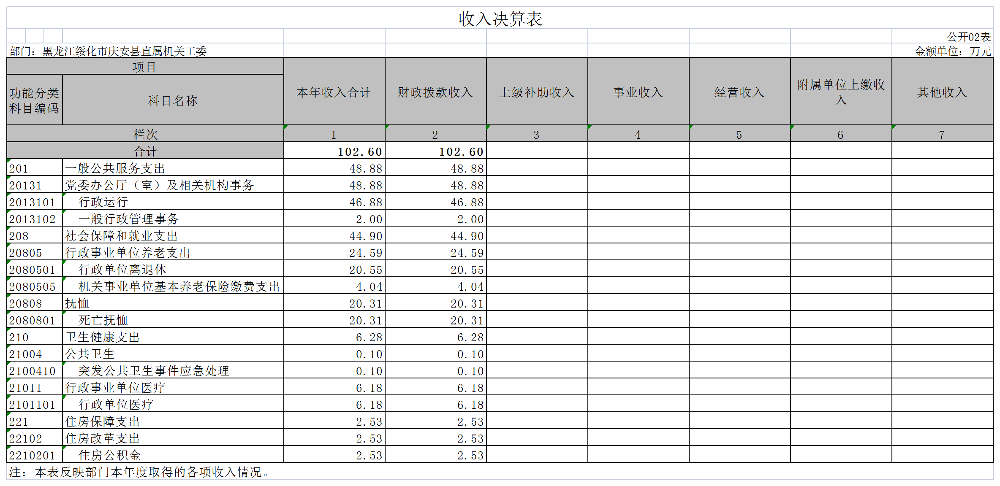 收入决算表
公开02表
部门：黑龙江绥化市庆安县直属机关工委 金额单位：万元
项目 本年收入合计 财政拨款收入 上级补助收入 事业收入 经营收入 附属单位上缴收入 其他收入
功能分类科目编码 科目名称
栏次 1 2 3 4 5 6 7
合计 102.60 102.60
201 一般公共服务支出 48.88 48.88
20131 党委办公厅（室）及相关机构事务 48.88 48.88
2013101 行政运行 46.88 46.88
2013102 一般行政管理事务 2.00 2.00
208 社会保障和就业支出 44.90 44.90
20805 行政事业单位养老支出 24.59 24.59
2080501 行政单位离退休 20.55 20.55
2080505 机关事业单位基本养老保险缴费支出 4.04 4.04
20808 抚恤 20.31 20.31
2080801 死亡抚恤 20.31 20.31
210 卫生健康支出 6.28 6.28
21004 公共卫生 0.10 0.10
2100410 突发公共卫生事件应急处理 0.10 0.10
21011 行政事业单位医疗 6.18 6.18
2101101 行政单位医疗 6.18 6.18
221 住房保障支出 2.53 2.53
22102 住房改革支出 2.53 2.53
2210201 住房公积金 2.53 2.53
注：本表反映部门本年度取得的各项收入情况。